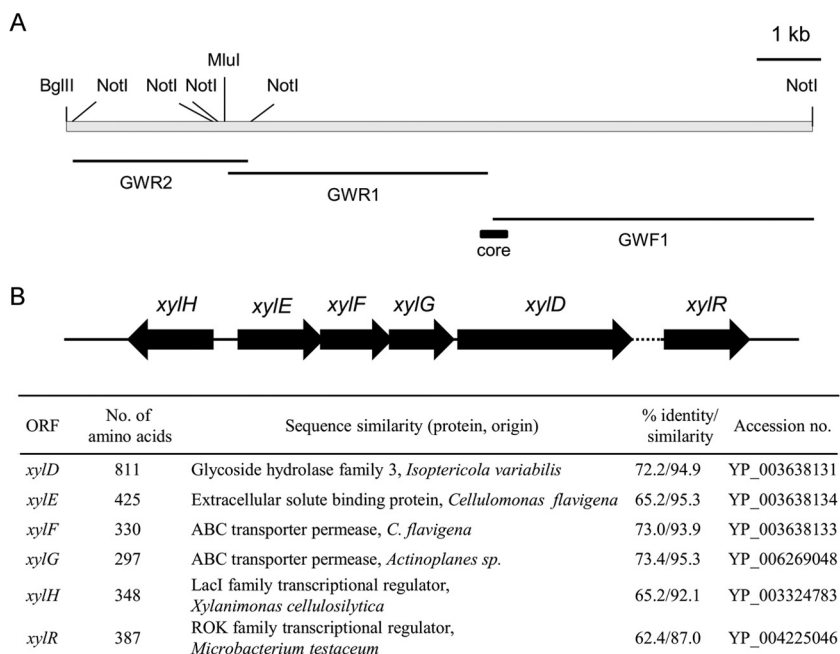 A
1 kb
MluI
BglII NotI NotI NotI NotI NotI
GWR2
GWR1
core
GWF1
B
xylH xylE xylF xylG xylD xylR
ORF No. of amino acids Sequence similarity (protein, origin) % identity/ similarity Accession no.
xylD 811 Glycoside hydrolase family 3, Isoptericola variabilis 72.2/94.9 YP_003638131
xylE 425 Extracellular solute binding protein, Cellulomonas flavigena 65.2/95.3 YP_003638134
xylF 330 ABC transporter permease, C. flavigena 73.0/93.9 YP_003638133
xylG 297 ABC transporter permease, Actinoplanes sp. 73.4/95.3 YP_006269048
xylH 348 LacI family transcriptional regulator, 65.2/92.1 YP_003324783
Xylanimonas cellulosilytica
xylR 387 ROK family transcriptional regulator, 62.4/87.0 YP_004225046
Microbacterium testaceum